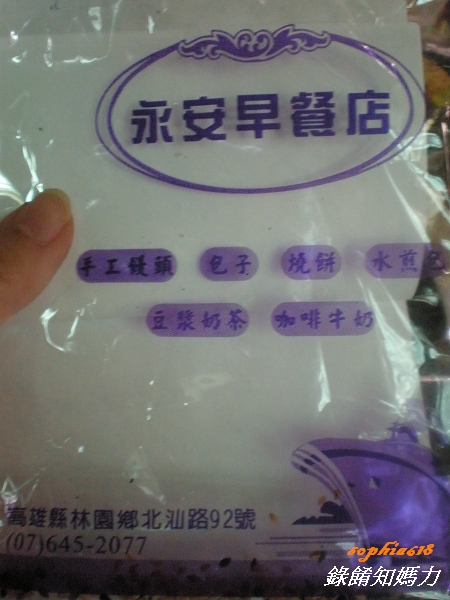 永安早餐店
手工饅頭 包子 燒餅 水煎包
豆漿奶茶 咖啡牛奶
高雄縣林園鄉北汕路92號
(07)645-2077
sophia618
錄餚知媽力